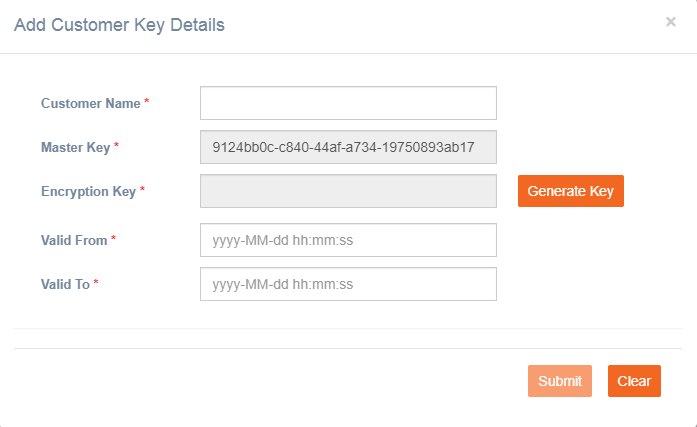 Add Customer Key Details ×
Customer Name *
Master Key * 9124bb0c-c840-44af-a734-19750893ab17
Encryption Key * Generate Key
Valid From * yyyy-MM-dd hh:mm:ss
Valid To * yyyy-MM-dd hh:mm:ss
Submit Clear